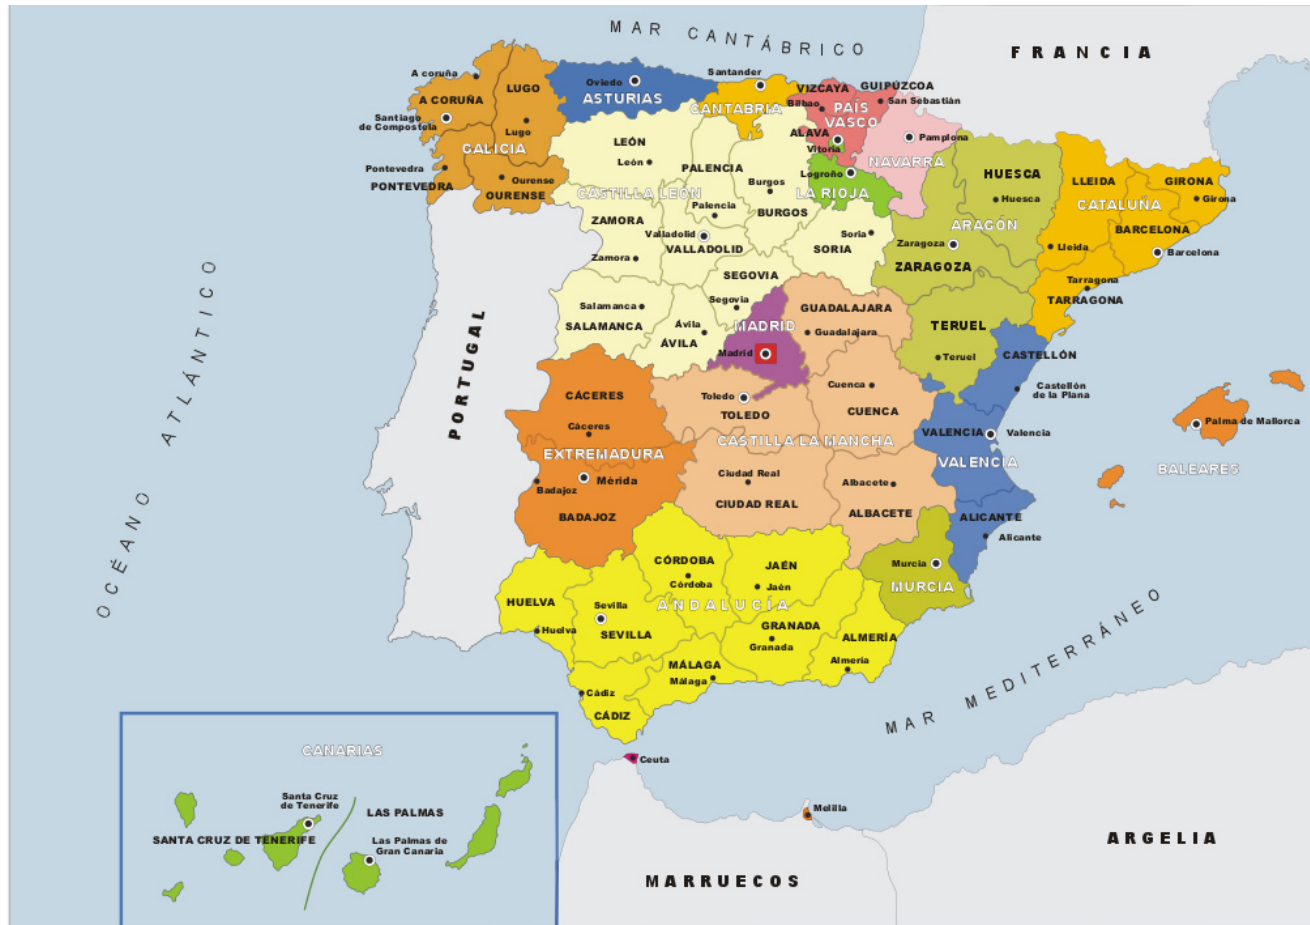 MAR CANTÁBRICO
FRANCIA
A coruña
A CORUÑA
LUGO
Santiago
de Compostela
Lugo
GALICIA
Pontevedra
PONTEVEDRA
Ourense
OURENSE
Oviedo
ASTURIAS
Santander
CANTABRIA
VIZCAYA
Bilbao
GUIPÚZCOA
San Sebastián
PAÍS
VASCO
ALAVA
Vitoria
Pamplona
NAVARRA
Logroño
LA RIOJA
LEÓN
León
PALENCIA
Palencia
Burgos
BURGOS
CASTILLA LEÓN
ZAMORA
Zamora
Valladolid
VALLADOLID
Soria
SORIA
SEGOVIA
Segovia
Salamanca
SALAMANCA
Ávila
ÁVILA
HUESCA
Huesca
ARAGÓN
Zaragoza
ZARAGOZA
TERUEL
Teruel
LLEIDA
Lleida
GIRONA
Girona
CATALUÑA
BARCELONA
Barcelona
Tarragona
TARRAGONA
MADRID
Madrid
GUADALAJARA
Guadalajara
Cuenca
CUENCA
Toledo
TOLEDO
CASTILLA LA MANCHA
Ciudad Real
CIUDAD REAL
Albacete
ALBACETE
CASTELLÓN
Castellón
de la Plana
VALENCIA
Valencia
VALENCIA
ALICANTE
Alicante
Palma de Mallorca
BALEARES
CÁCERES
Cáceres
EXTREMADURA
Mérida
Badajoz
BADAJOZ
PORTUGAL
OCÉANO ATLÁNTICO
Murcia
MURCIA
CÓRDOBA
Córdoba
JAÉN
Jaén
HUELVA
Huelva
Sevilla
SEVILLA
ANDALUCÍA
GRANADA
Granada
ALMERÍA
Almería
MÁLAGA
Málaga
Cádiz
CÁDIZ
MAR MEDITERRÁNEO
Ceuta
Melilla
MARRUECOS
ARGELIA
CANARIAS
Santa Cruz
de Tenerife
SANTA CRUZ DE TENERIFE
LAS PALMAS
Las Palmas de
Gran Canaria